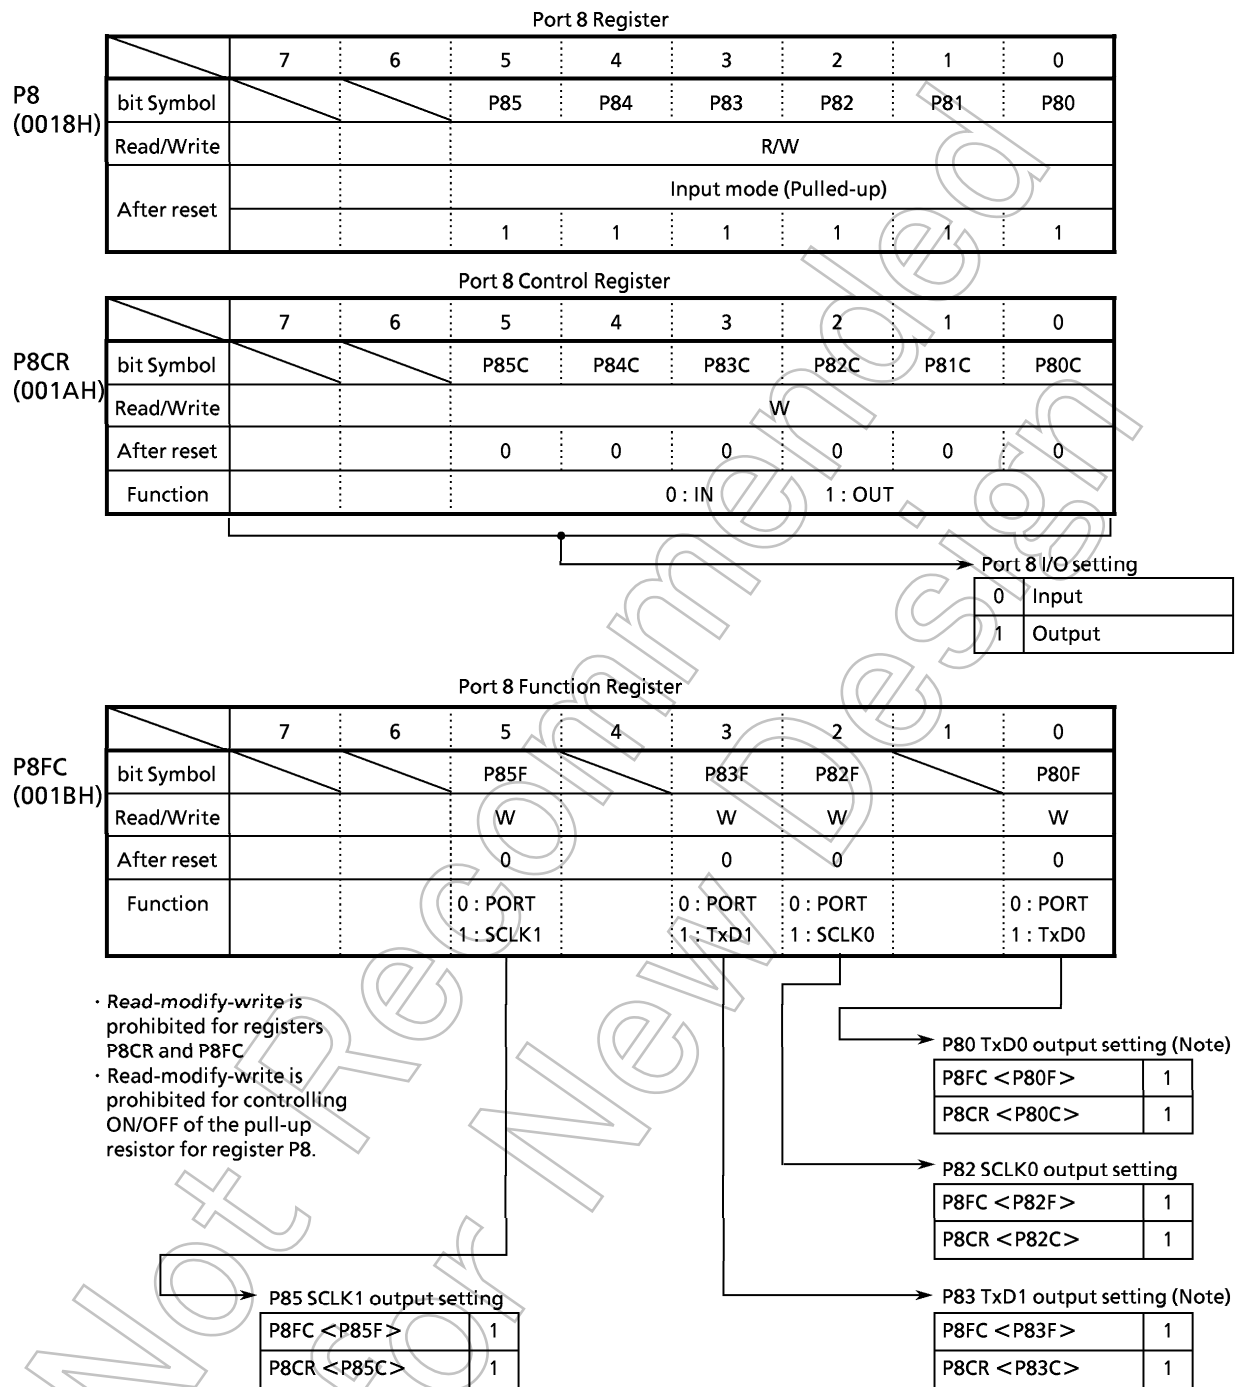 Port 8 Register
7 6 5 4 3 2 1 0
P8
(0018H)
bit Symbol P85 P84 P83 P82 P81 P80
Read/Write R/W
After reset Input mode (Pulled-up)
1 1 1 1 1 1
Port 8 Control Register
7 6 5 4 3 2 1 0
P8CR
(001AH)
bit Symbol P85C P84C P83C P82C P81C P80C
Read/Write W
After reset 0 0 0 0 0 0
Function 0 : IN 1 : OUT
Port 8 I/O setting
0 Input
1 Output
Port 8 Function Register
7 6 5 4 3 2 1 0
P8FC
(001BH)
bit Symbol P85F P83F P82F P80F
Read/Write W W W W
After reset 0 0 0 0
Function 0 : PORT 0 : PORT 0 : PORT 0 : PORT
1 : SCLK1 1 : TxD1 1 : SCLK0 1 : TxD0
· Read-modify-write is
prohibited for registers
P8CR and P8FC
· Read-modify-write is
prohibited for controlling
ON/OFF of the pull-up
resistor for register P8.
P80 TxD0 output setting (Note)
P8FC <P80F> 1
P8CR <P80C> 1
P82 SCLK0 output setting
P8FC <P82F> 1
P8CR <P82C> 1
P85 SCLK1 output setting
P8FC <P85F> 1
P8CR <P85C> 1
P83 TxD1 output setting (Note)
P8FC <P83F> 1
P8CR <P83C> 1
Not Recommended
for New Design